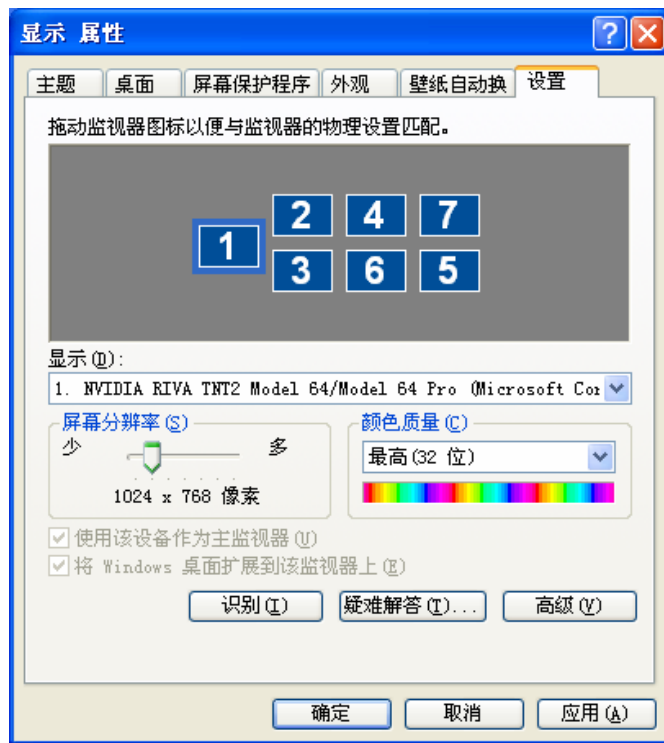 显示 属性
主题 桌面 屏幕保护程序 外观 壁纸自动换 设置
拖动监视器图标以便与监视器的物理设置匹配。
2 4 7
1
3 6 5
显示(D):
1. NVIDIA RIVA TNT2 Model 64/Model 64 Pro (Microsoft Cor
屏幕分辨率(S) 颜色质量(C)
少 多 最高(32 位)
1024 x 768 像素
使用该设备作为主监视器(U)
将 Windows 桌面扩展到该监视器上(E)
识别(I) 疑难解答(T)... 高级(V)
确定 取消 应用(A)